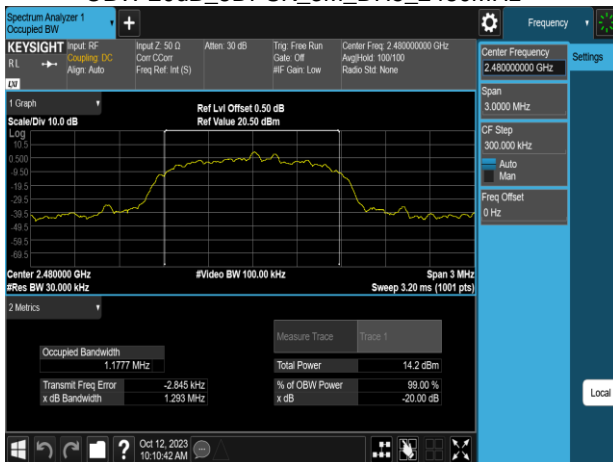 Spectrum Analyzer 1
Occupied BW
+
Frequency
KEYSIGHT
RL
Input: RF
Coupling: DC
Align: Auto
Input Z: 50 Ω
Corr CCorr
Freq Ref: Int (S)
Atten: 30 dB
Trig: Free Run
Gate: Off
#IF Gain: Low
Center Freq: 2.480000000 GHz
Avg|Hold: 100/100
Radio Std: None
Center Frequency
2.480000000 GHz
Settings
Span
3.0000 MHz
CF Step
300.000 kHz
Auto
Man
Freq Offset
0 Hz
1 Graph
Scale/Div 10.0 dB
Ref Lvl Offset 0.50 dB
Ref Value 20.50 dBm
Log
10.5
0.500
-9.50
-19.5
-29.5
-39.5
-49.5
-59.5
-69.5
Center 2.480000 GHz
#Video BW 100.00 kHz
Span 3 MHz
#Res BW 30.000 kHz
Sweep 3.20 ms (1001 pts)
2 Metrics
Measure Trace
Trace 1
Occupied Bandwidth
1.1777 MHz
Total Power
14.2 dBm
Transmit Freq Error
-2.845 kHz
% of OBW Power
99.00 %
x dB Bandwidth
1.293 MHz
x dB
-20.00 dB
Local
?
Oct 12, 2023
10:10:42 AM